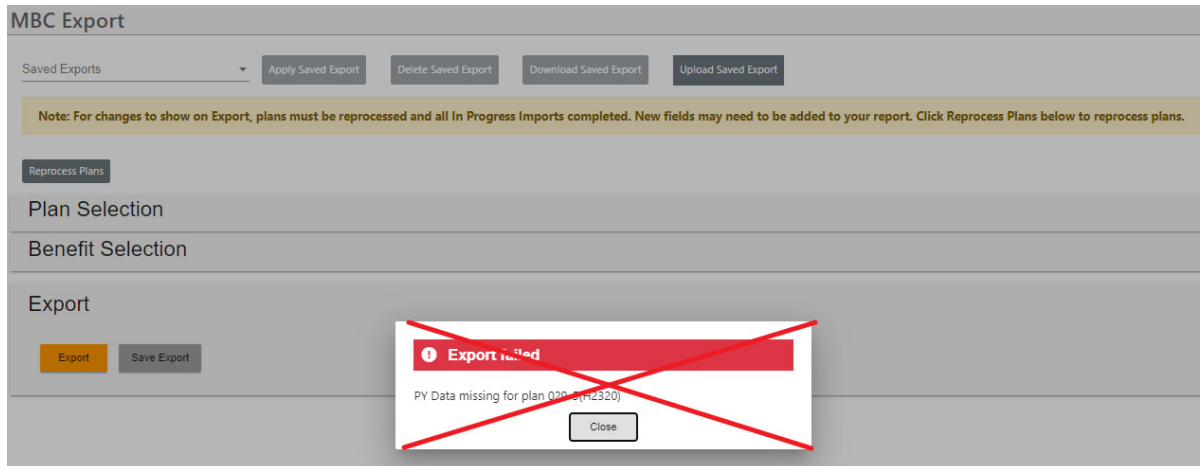 MBC Export
Saved Exports Apply Saved Export Delete Saved Export Download Saved Export Upload Saved Export
Note: For changes to show on Export, plans must be reprocessed and all In Progress Imports completed. New fields may need to be added to your report. Click Reprocess Plans below to reprocess plans.
Reprocess Plans
Plan Selection
Benefit Selection
Export
Export Save Export
Export failed
PY Data missing for plan (H2320)
Close